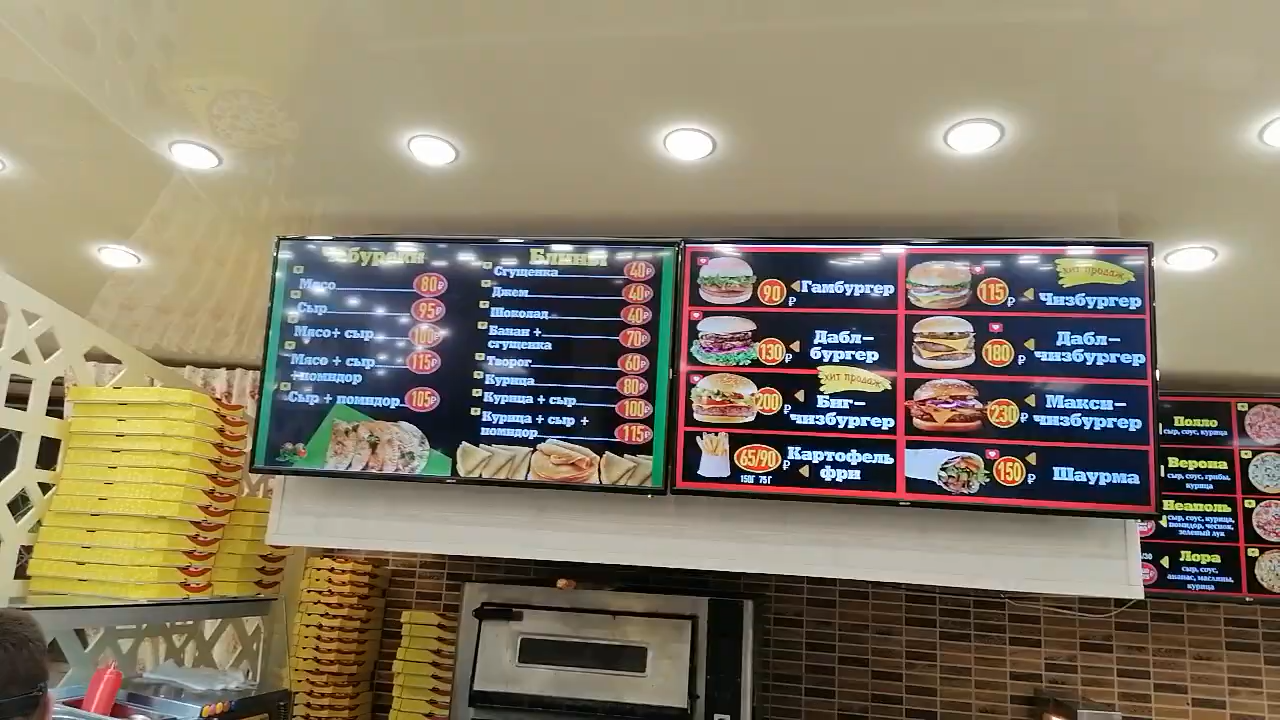 Чебуреки
Мясо 80₽
Сыр 95₽
Мясо + сыр 100₽
Мясо + сыр 115₽
+помидор
Сыр + помидор 105₽
Блины
Сгущенка 40₽
Джем 40₽
Шоколад 40₽
Банан + 70₽
сгущенка
Творог 60₽
Курица 80₽
Курица + сыр 100₽
Курица + сыр +
помидор 115₽
90 ₽ Гамбургер
хит продаж
115 ₽ Чизбургер
130 ₽ Дабл-
бургер
180 ₽ Дабл-
чизбургер
хит продаж
200 ₽ Биг-
чизбургер
230 ₽ Макси-
чизбургер
65/90 ₽ Картофель
фри
150Г 75Г
150 ₽ Шаурма
Полло
сыр, соус, курица
Верона
сыр, соус, грибы,
курица
Неаполь
сыр, соус, курица,
помидор, чеснок,
зеленый лук
Лора
сыр, соус,
ананас, маслины,
курица